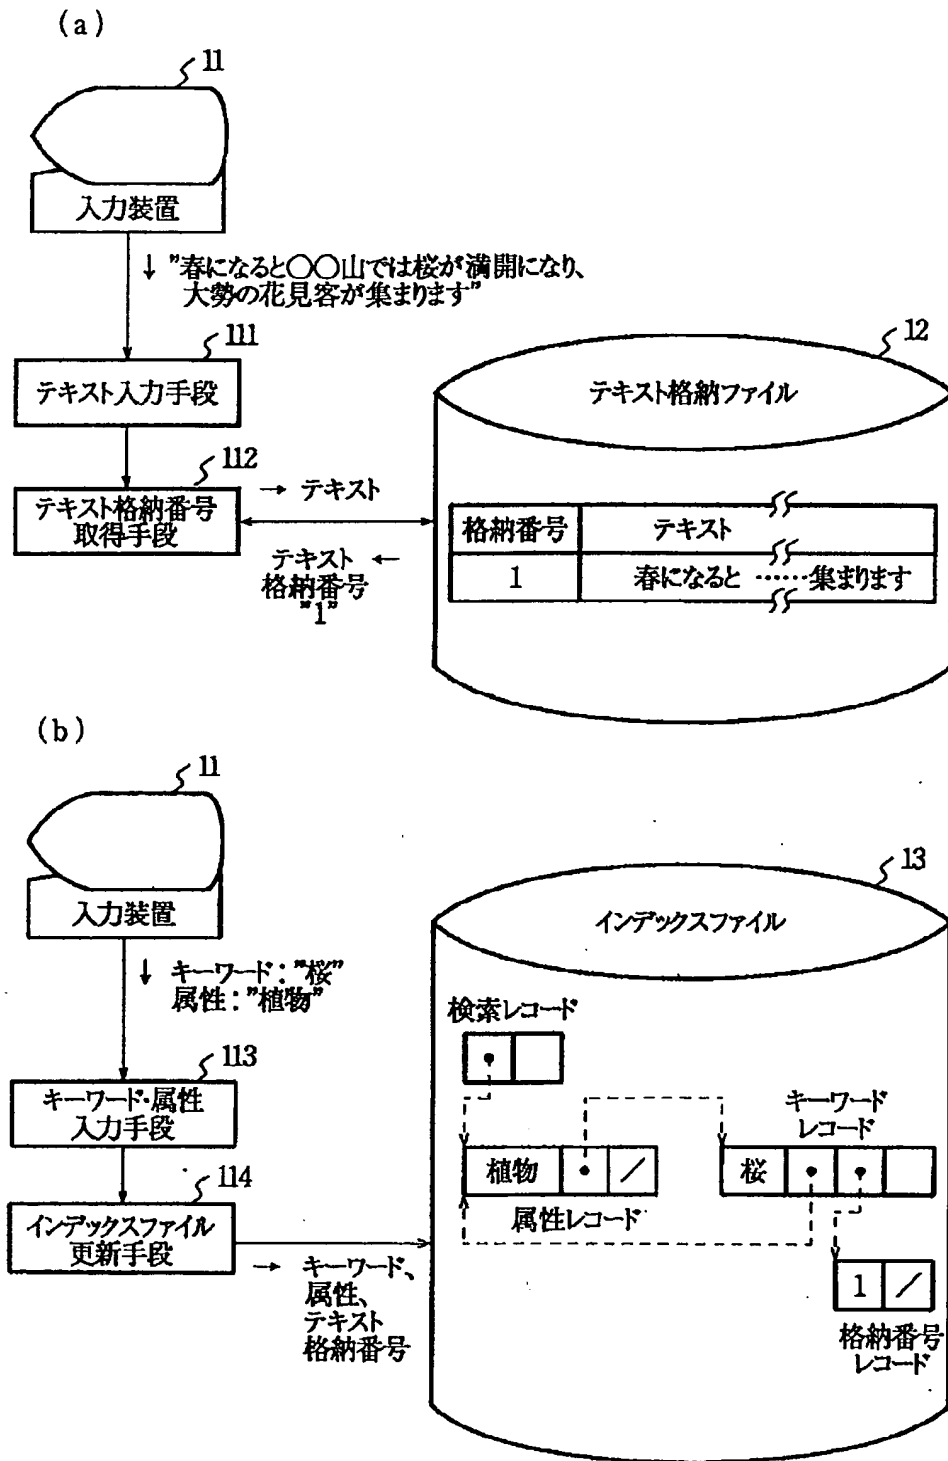 (a)
11
入力装置
↓ ”春になると〇〇山では桜が満開になり、
大勢の花見客が集まります”
111
テキスト入力手段
112
テキスト格納番号
取得手段
→ テキスト
テキスト ←
格納番号
”1”
12
テキスト格納ファイル
格納番号 テキスト
1 春になると ……集まります
(b)
11
入力装置
↓ キーワード：”桜”
属性：”植物”
113
キーワード・属性
入力手段
114
インデックスファイル
更新手段
→ キーワード、
属性、
テキスト
格納番号
13
インデックスファイル
検索レコード
植物 /
属性レコード
キーワード
レコード
桜
1 /
格納番号
レコード